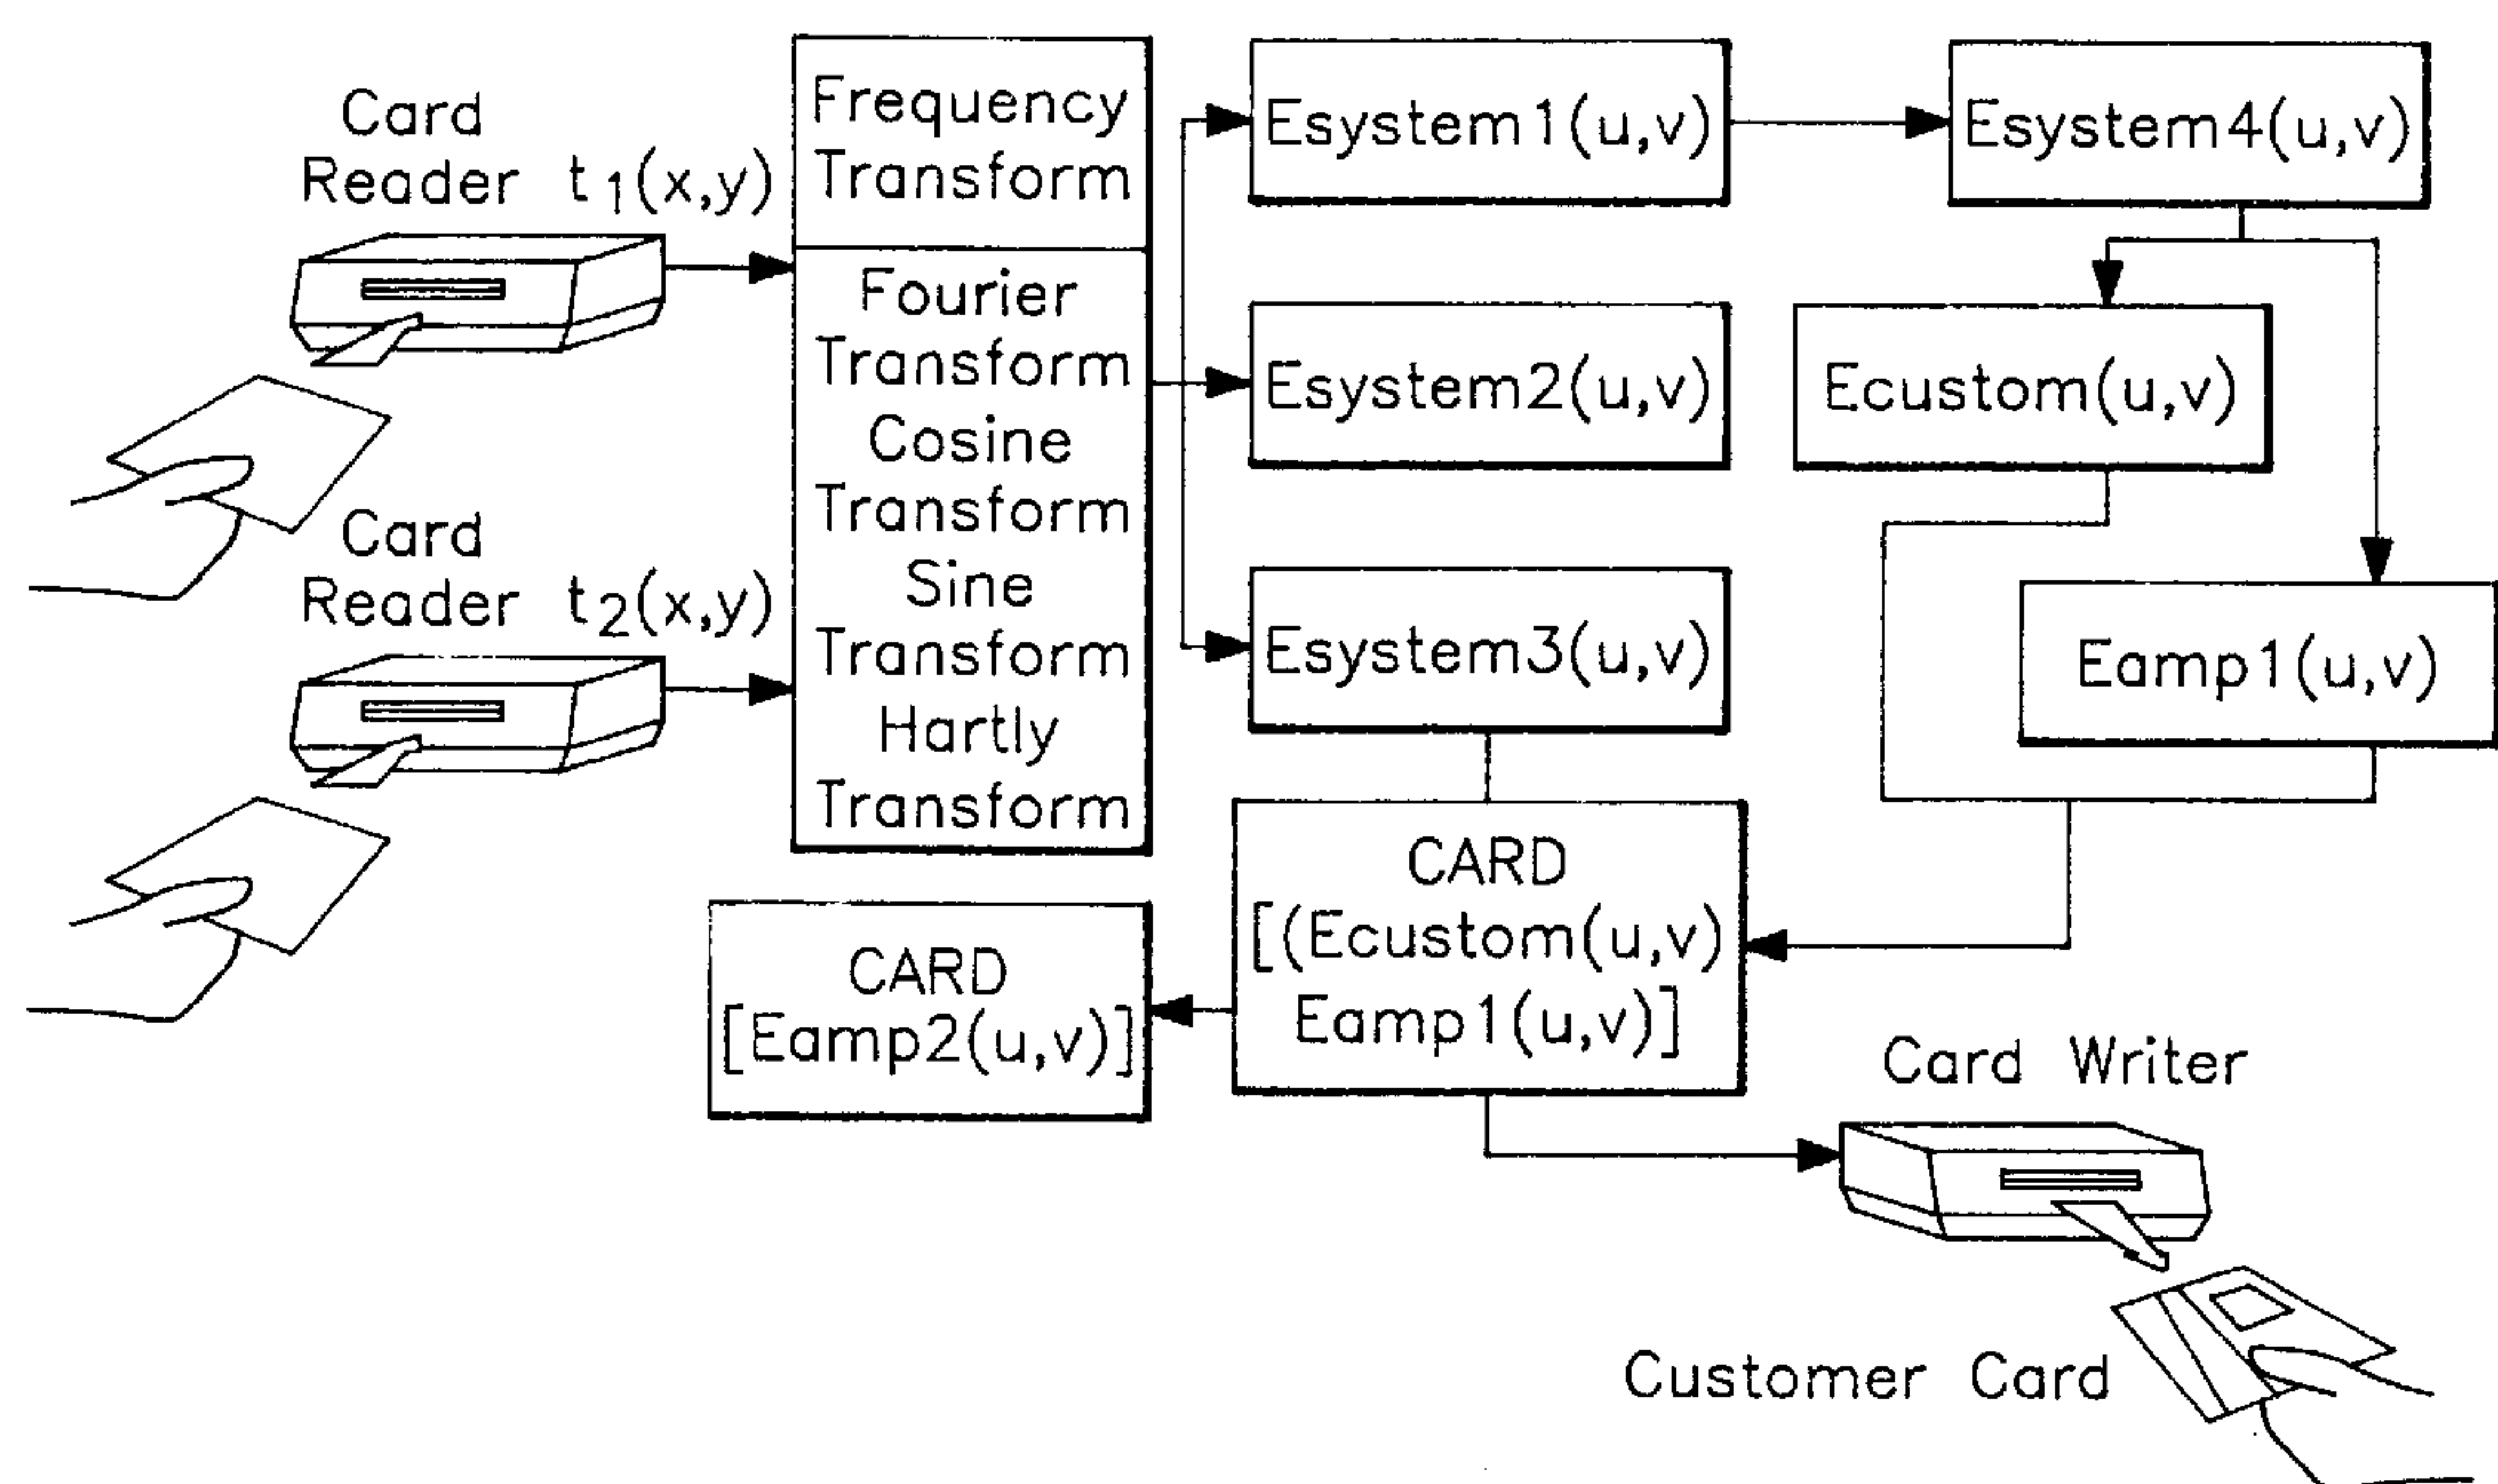 Card
Reader t1(x,y)
Card
Reader t2(x,y)
Frequency
Transform
Fourier
Transform
Cosine
Transform
Sine
Transform
Hartly
Transform
Esystem1(u,v)
Esystem4(u,v)
Esystem2(u,v)
Ecustom(u,v)
Esystem3(u,v)
Eamp1(u,v)
CARD
[(Ecustom(u,v)
Eamp1(u,v)]
CARD
[Eamp2(u,v)]
Card Writer
Customer Card